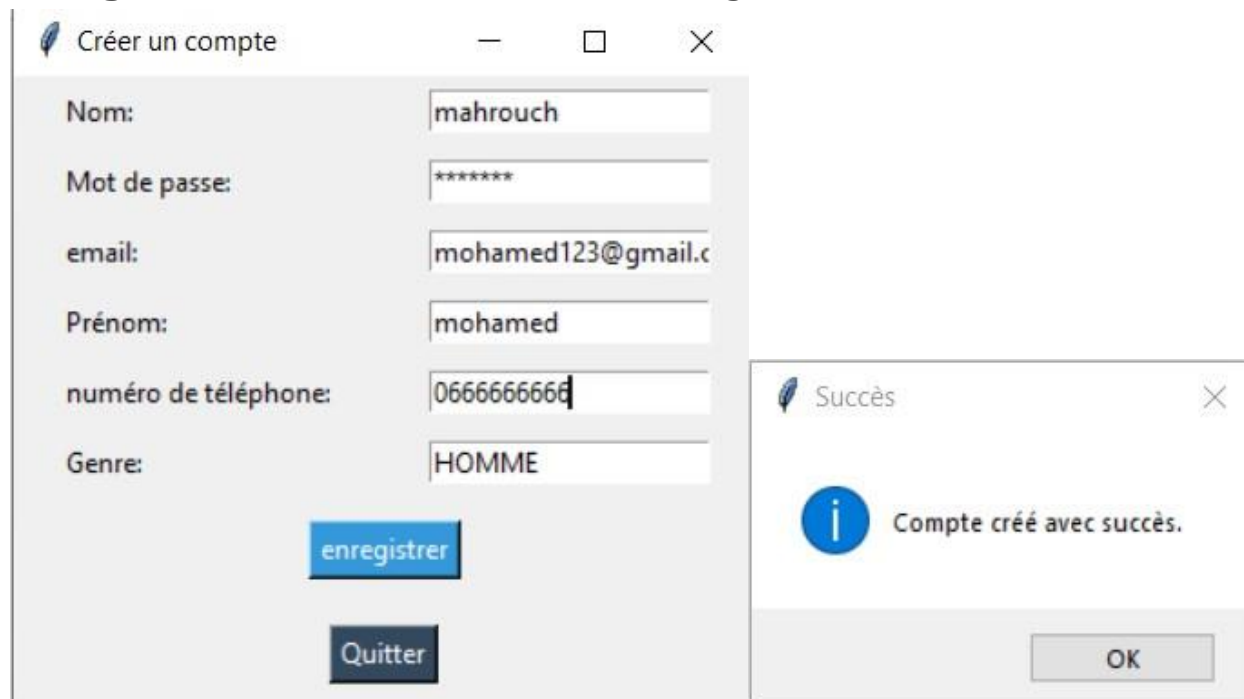 Créer un compte
Nom:
mahrouch
Mot de passe:
*******
email:
mohamed123@gmail.c
Prénom:
mohamed
numéro de téléphone:
0666666666
Genre:
HOMME
enregistrer
Quitter
Succès
Compte créé avec succès.
OK